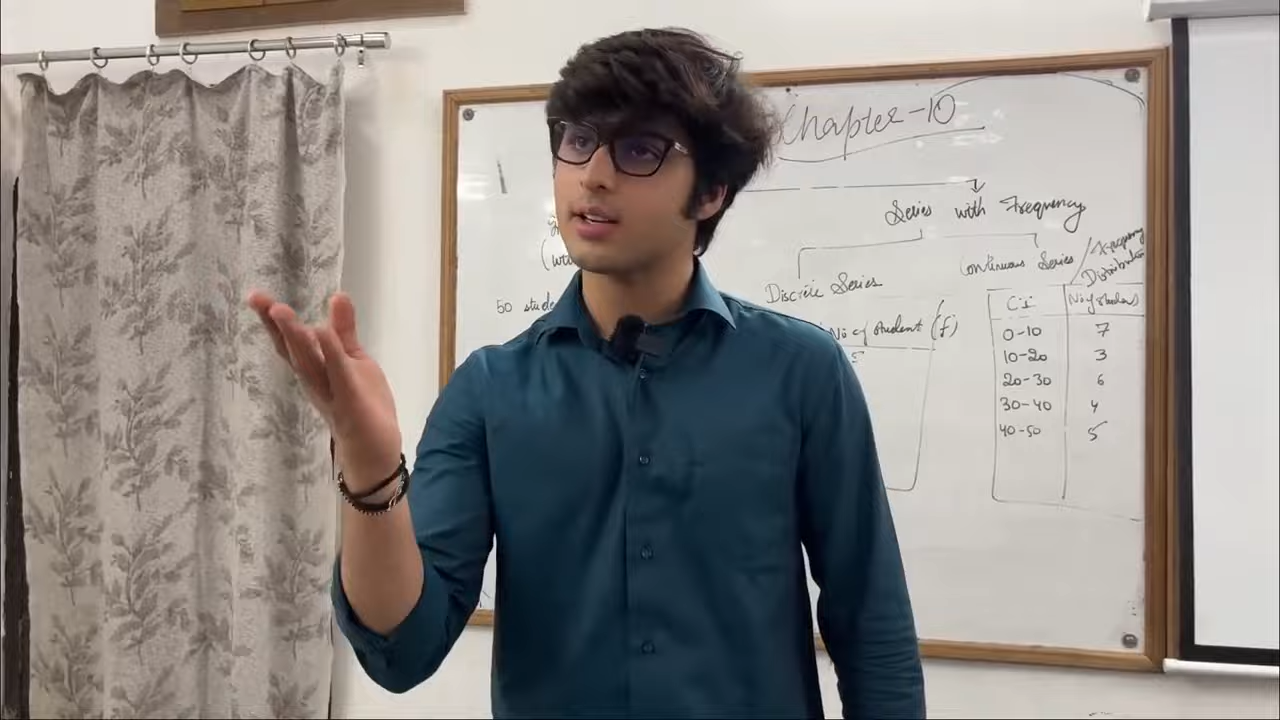 Chapter-10
Series with Frequency
Discrete Series
Continuous Series / Frequency Distribution
50
No of student (f)
5
C.I No of students
0-10 7
10-20 3
20-30 6
30-40 4
40-50 5